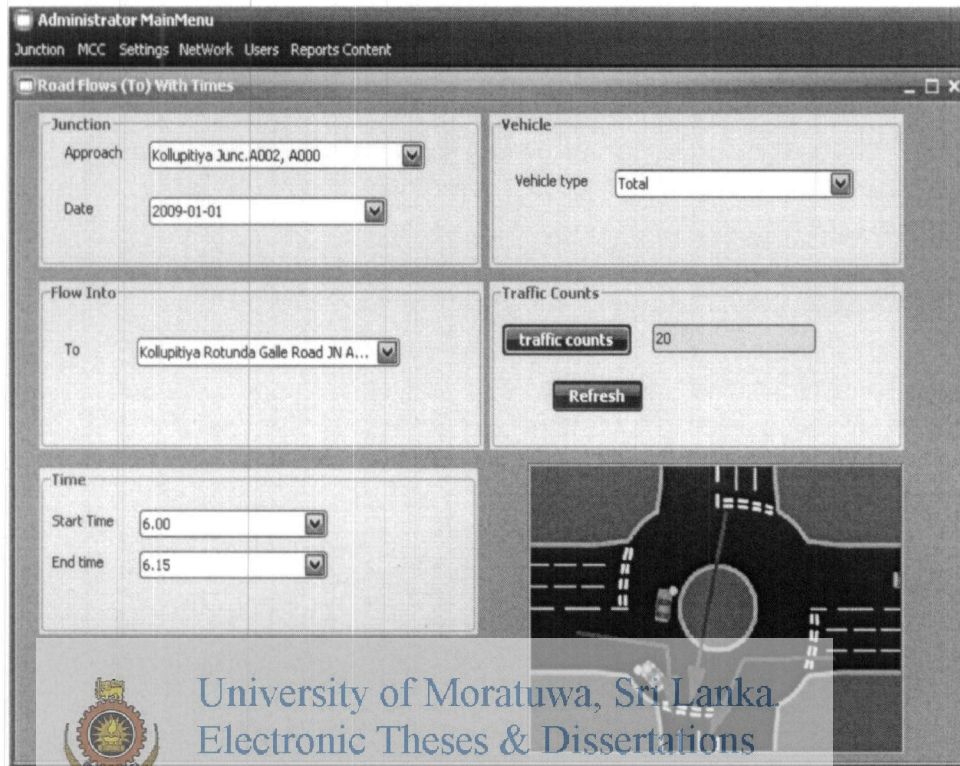 Administrator MainMenu
Junction MCC Settings NetWork Users Reports Content
Road Flows (To) With Times
Junction
Approach Kollupitiya Junc.A002, A000
Date 2009-01-01
Vehicle
Vehicle type Total
Flow Into
To Kollupitiya Rotunda Galle Road JN A...
Traffic Counts
traffic counts 20
Refresh
Time
Start Time 6.00
End time 6.15
University of Moratuwa, Sri Lanka.
Electronic Theses & Dissertations